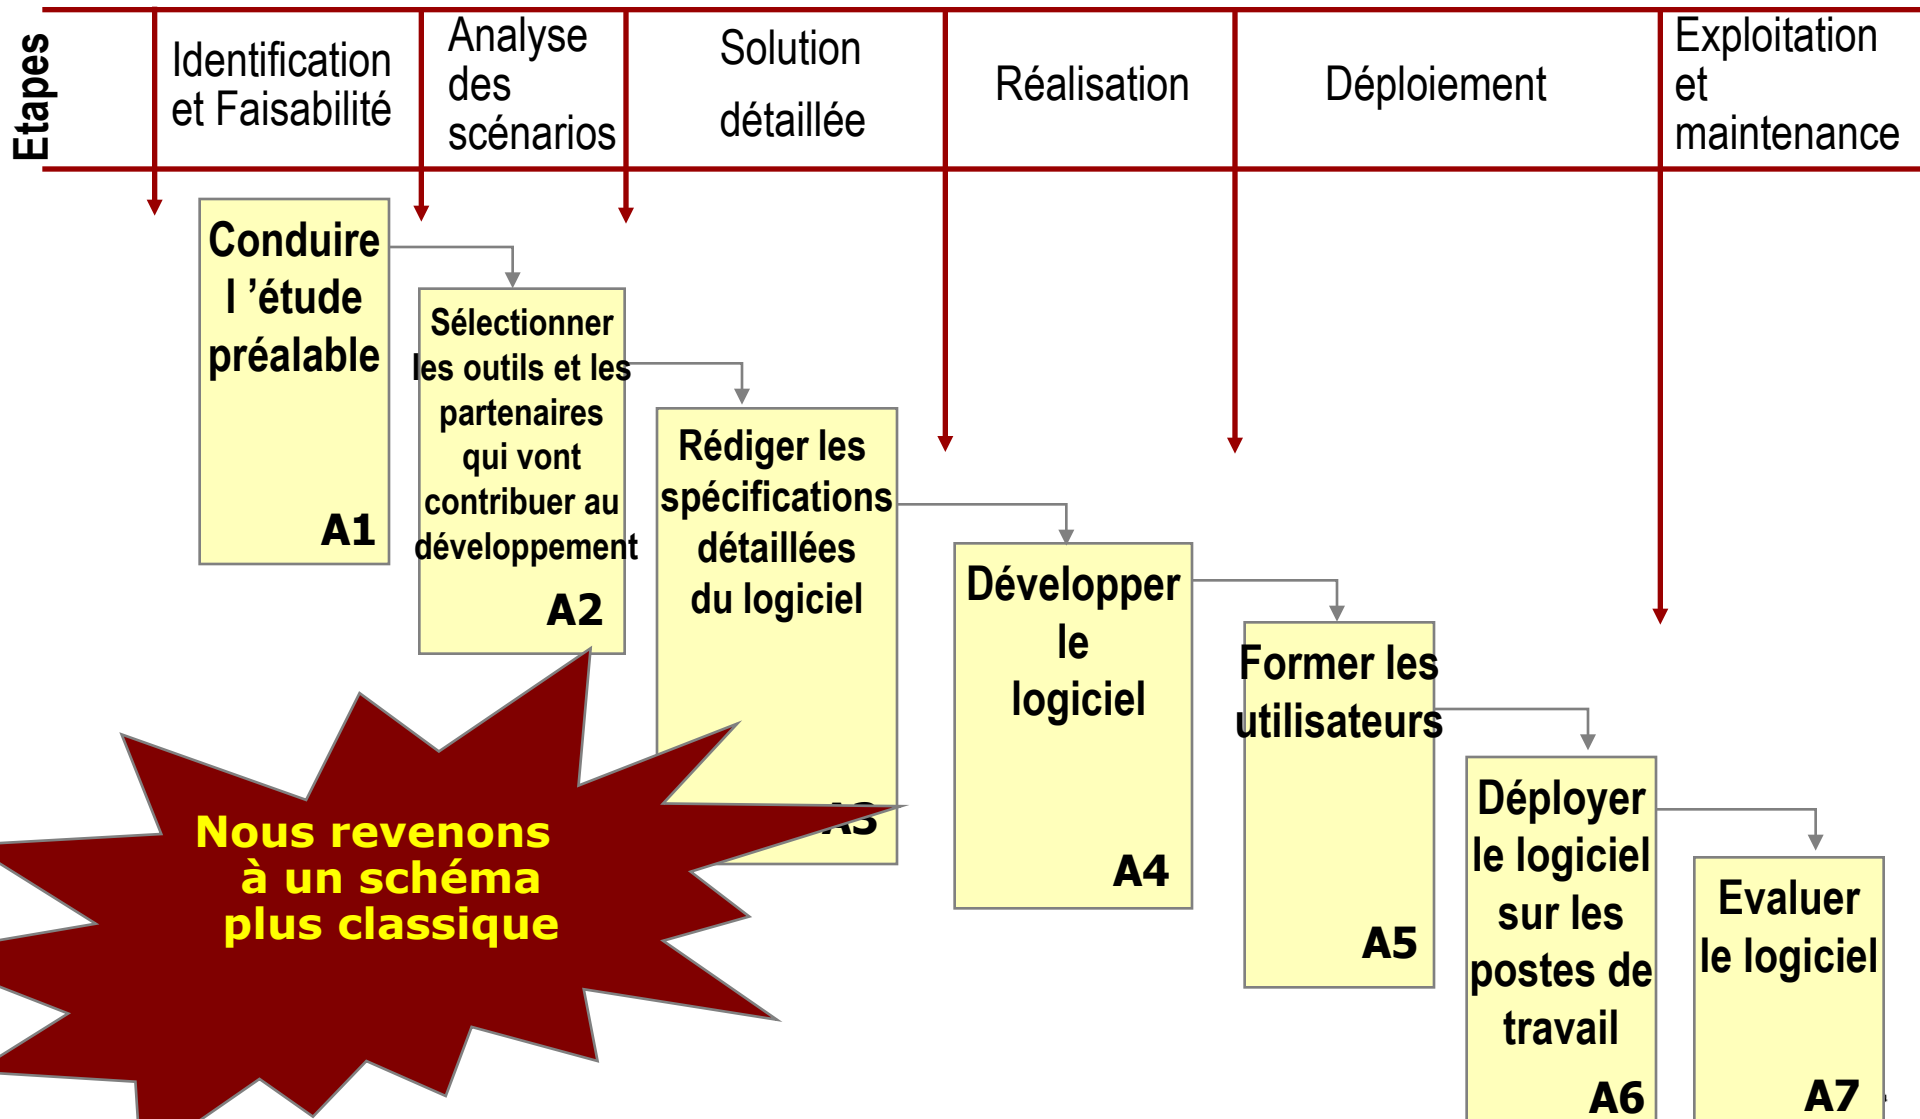 Etapes
Identification
et Faisabilité
Analyse
des
scénarios
Solution
détaillée
Réalisation
Déploiement
Exploitation
et
maintenance
Conduire
l ’étude
préalable
A1
Sélectionner
les outils et les
partenaires
qui vont
contribuer au
développement
A2
Rédiger les
spécifications
détaillées
du logiciel
A3
Développer
le
logiciel
A4
Former les
utilisateurs
A5
Déployer
le logiciel
sur les
postes de
travail
A6
Evaluer
le logiciel
A7
Nous revenons
à un schéma
plus classique